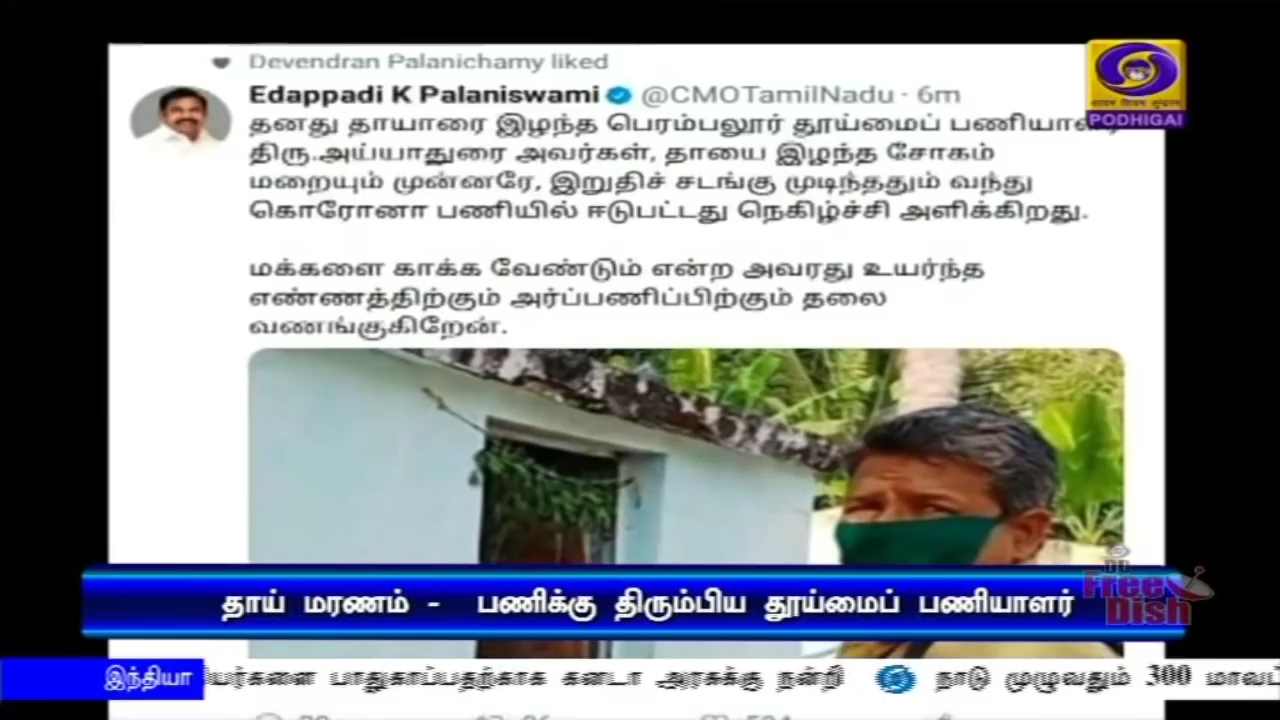 Devendran Palanichamy liked
Edappadi K Palaniswami @CMOTamilNadu · 6m
தனது தாயாரை இழந்த பெரம்பலூர் தூய்மைப்
திரு.அய்யாதுரை அவர்கள், தாயை இழந்த சோகம்
மறையும் முன்னரே, இறுதிச் சடங்கு முடிந்ததும் வந்து
கொரோனா பணியில் ஈடுபட்டது நெகிழ்ச்சி அளிக்கிறது.
மக்களை காக்க வேண்டும் என்ற அவரது உயர்ந்த
எண்ணத்திற்கும் அர்ப்பணிப்பிற்கும் தலை
வணங்குகிறேன்.
PODHIGAI
DD
Free
Dish
தாய் மரணம் - பணிக்கு திரும்பிய தூய்மைப் பணியாளர்
இந்தியா பாதுகாப்பதற்காக கனடா அரசுக்கு நன்றி நாடு முழுவதும் 300